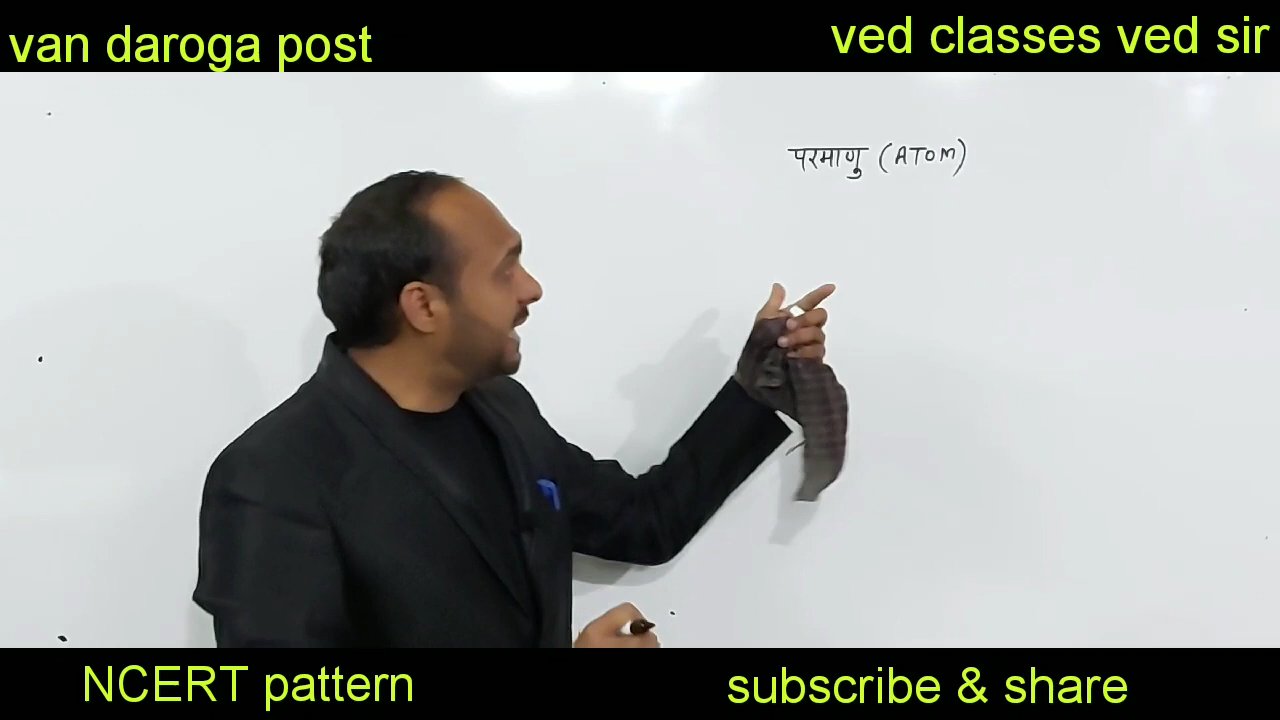 van daroga post
ved classes ved sir
परमाणु (ATOM)
NCERT pattern
subscribe & share